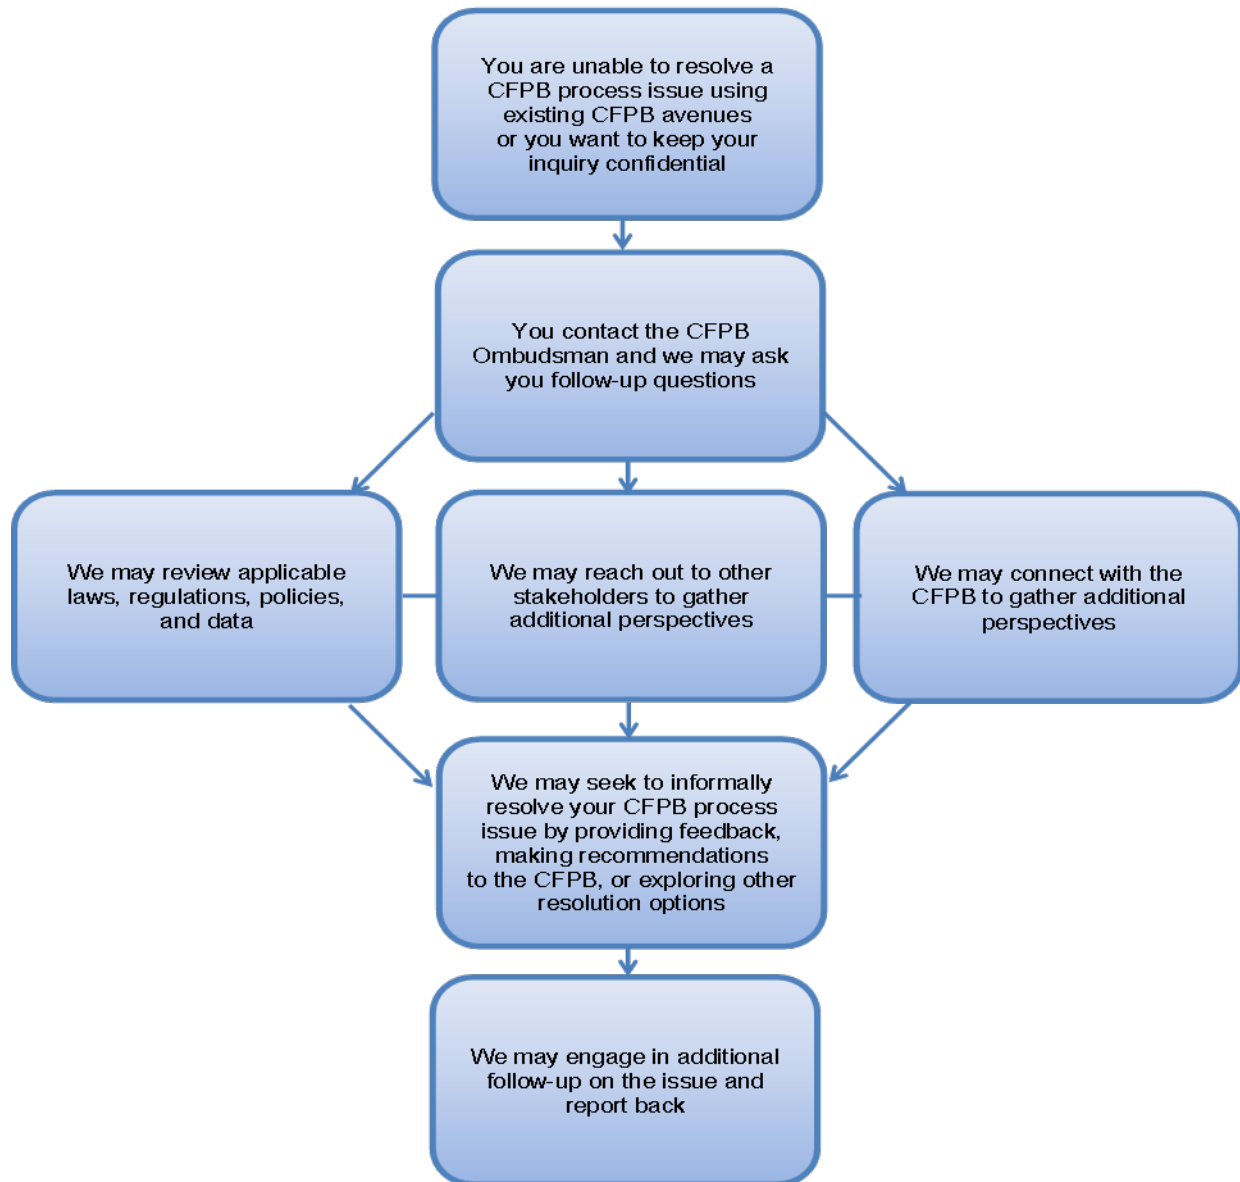 You are unable to resolve a
CFPB process issue using
existing CFPB avenues
or you want to keep your
inquiry confidential
You contact the CFPB
Ombudsman and we may ask
you follow-up questions
We may review applicable
laws, regulations, policies,
and data
We may reach out to other
stakeholders to gather
additional perspectives
We may connect with the
CFPB to gather additional
perspectives
We may seek to informally
resolve your CFPB process
issue by providing feedback,
making recommendations
to the CFPB, or exploring other
resolution options
We may engage in additional
follow-up on the issue and
report back